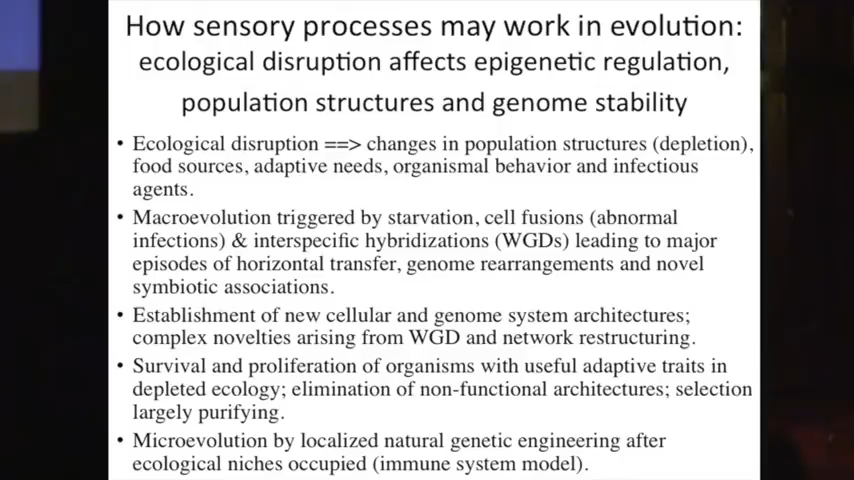 How sensory processes may work in evolution:
ecological disruption affects epigenetic regulation,
population structures and genome stability
• Ecological disruption ==> changes in population structures (depletion),
food sources, adaptive needs, organismal behavior and infectious
agents.
• Macroevolution triggered by starvation, cell fusions (abnormal
infections) & interspecific hybridizations (WGDs) leading to major
episodes of horizontal transfer, genome rearrangements and novel
symbiotic associations.
• Establishment of new cellular and genome system architectures;
complex novelties arising from WGD and network restructuring.
• Survival and proliferation of organisms with useful adaptive traits in
depleted ecology; elimination of non-functional architectures; selection
largely purifying.
• Microevolution by localized natural genetic engineering after
ecological niches occupied (immune system model).